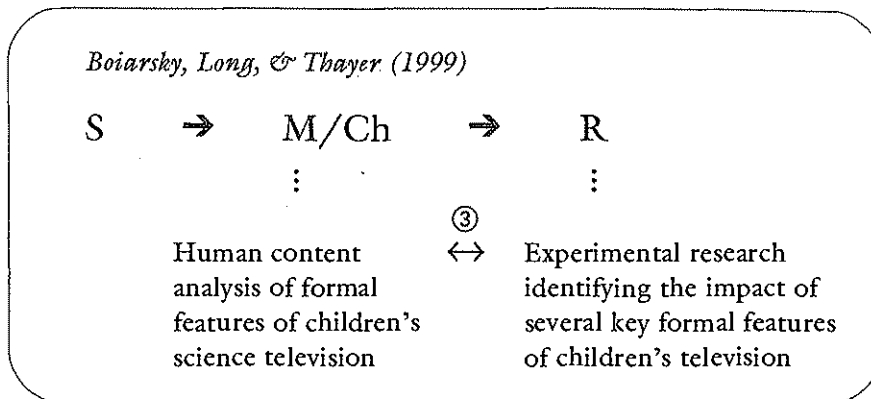 Boiarsky, Long, & Thayer (1999)
S → M/Ch → R
⋮ ⋮
③
Human content ↔ Experimental research
analysis of formal identifying the impact of
features of children's several key formal features
science television of children's television